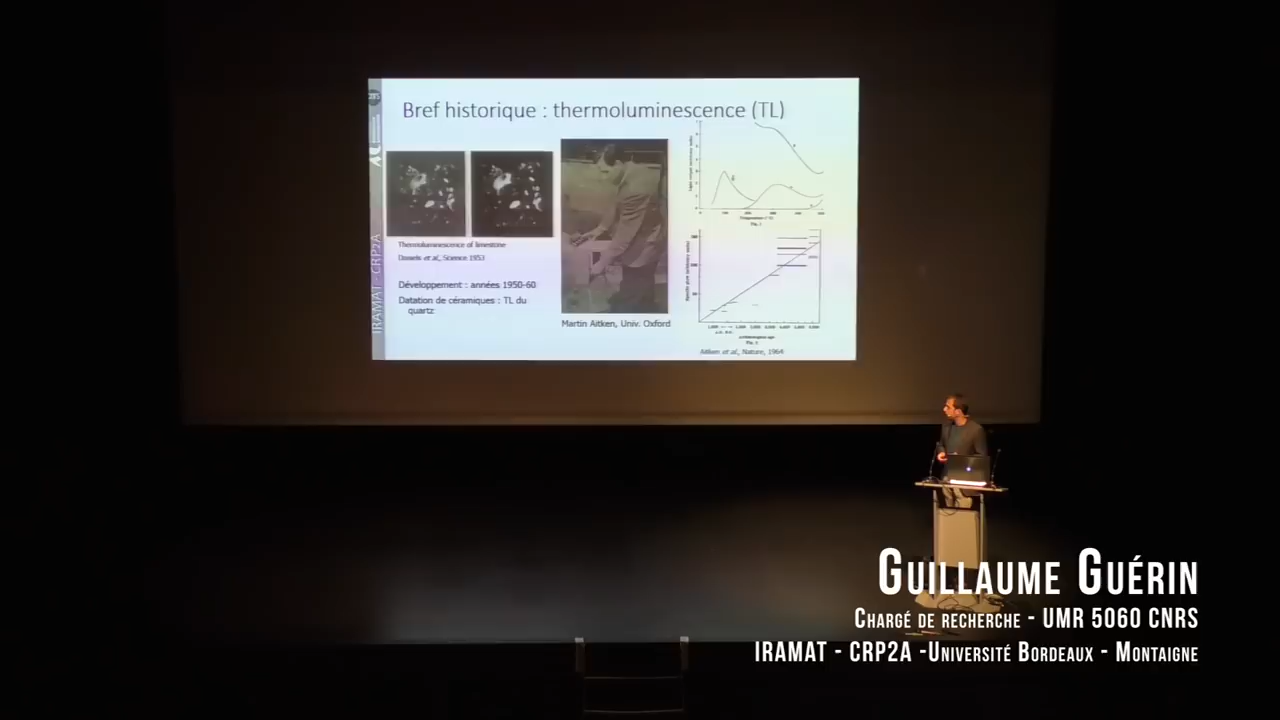 Bref historique : thermoluminescence (TL)
Thermoluminescence of limestone
Daniels et al., Science 1953
Développement : années 1950-60
Datation de céramiques : TL du
quartz
Martin Aitken, Univ. Oxford
Aitken et al., Nature, 1964
IRAMAT - CRP2A
Guillaume Guérin
Chargé de recherche - UMR 5060 CNRS
IRAMAT - CRP2A -Université Bordeaux - Montaigne